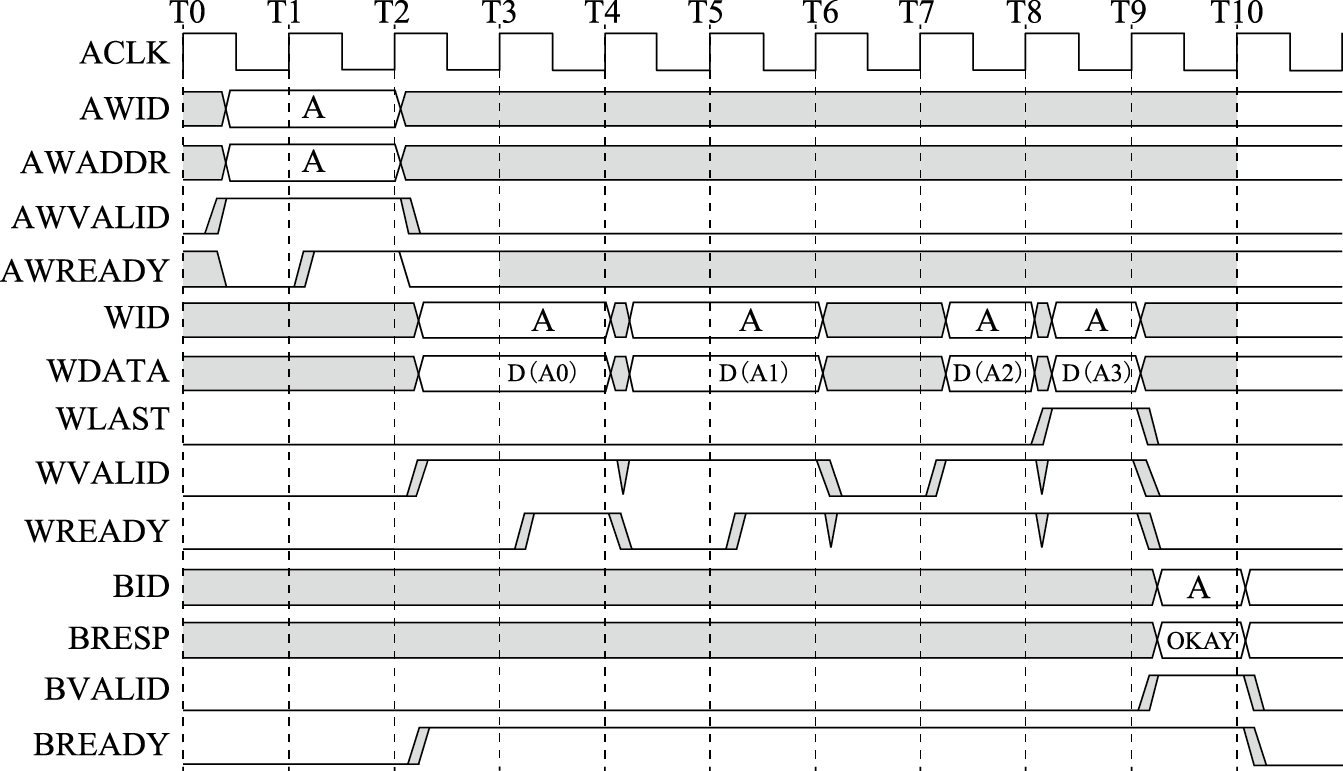 T0 T1 T2 T3 T4 T5 T6 T7 T8 T9 T10
ACLK
AWID A
AWADDR A
AWVALID
AWREADY
WID A A A A
WDATA D(A0) D(A1) D(A2) D(A3)
WLAST
WVALID
WREADY
BID A
BRESP OKAY
BVALID
BREADY